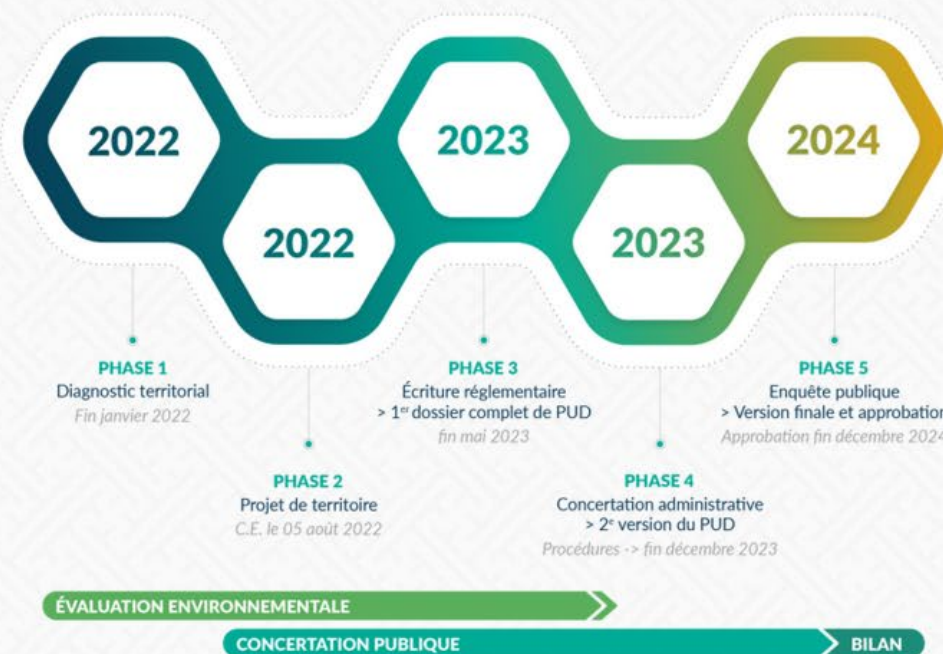 2022
2022
2023
2023
2024
PHASE 1
Diagnostic territorial
Fin janvier 2022
PHASE 2
Projet de territoire
C.E. le 05 août 2022
PHASE 3
Écriture réglementaire
> 1er dossier complet de PUD
fin mai 2023
PHASE 4
Concertation administrative
> 2e version du PUD
Procédures -> fin décembre 2023
PHASE 5
Enquête publique
> Version finale et approbation
Approbation fin décembre 2024
ÉVALUATION ENVIRONNEMENTALE
CONCERTATION PUBLIQUE
BILAN